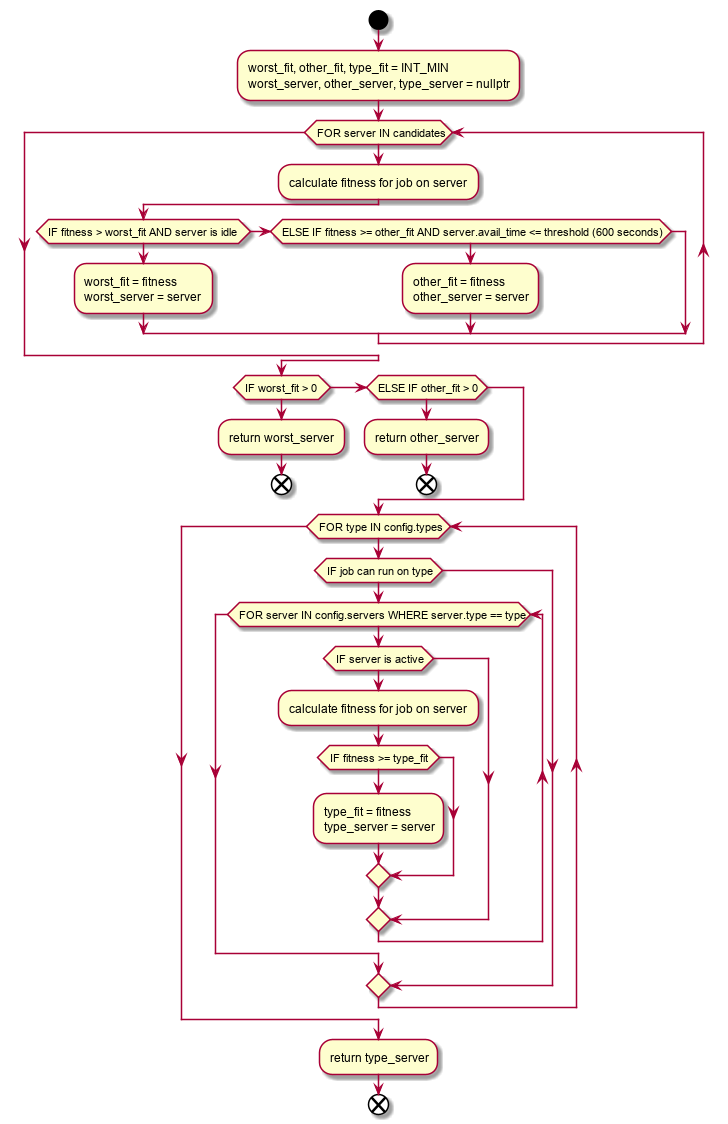 worst_fit, other_fit, type_fit = INT_MIN
worst_server, other_server, type_server = nullptr
FOR server IN candidates
calculate fitness for job on server
IF fitness > worst_fit AND server is idle
ELSE IF fitness >= other_fit AND server.avail_time <= threshold (600 seconds)
worst_fit = fitness
worst_server = server
other_fit = fitness
other_server = server
IF worst_fit > 0
ELSE IF other_fit > 0
return worst_server
return other_server
FOR type IN config.types
IF job can run on type
FOR server IN config.servers WHERE server.type == type
IF server is active
calculate fitness for job on server
IF fitness >= type_fit
type_fit = fitness
type_server = server
return type_server